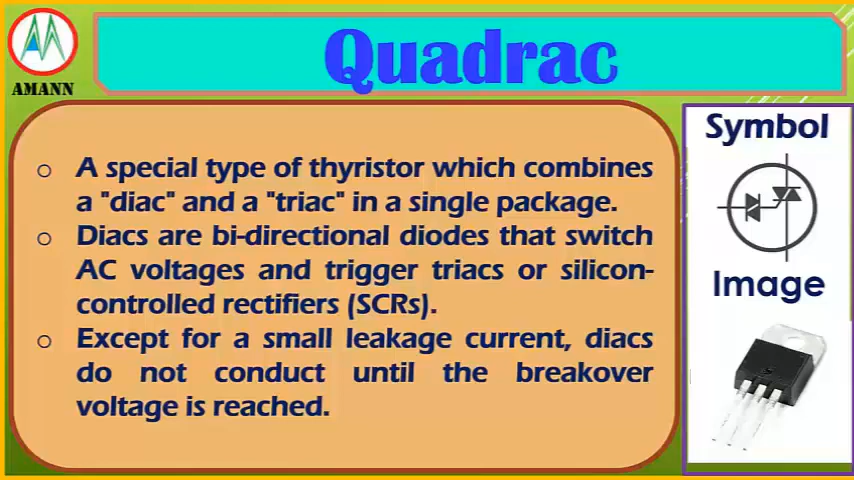 AMANN
Quadrac
o A special type of thyristor which combines
a "diac" and a "triac" in a single package.
o Diacs are bi-directional diodes that switch
AC voltages and trigger triacs or silicon-
controlled rectifiers (SCRs).
o Except for a small leakage current, diacs
do not conduct until the breakover
voltage is reached.
Symbol
Image